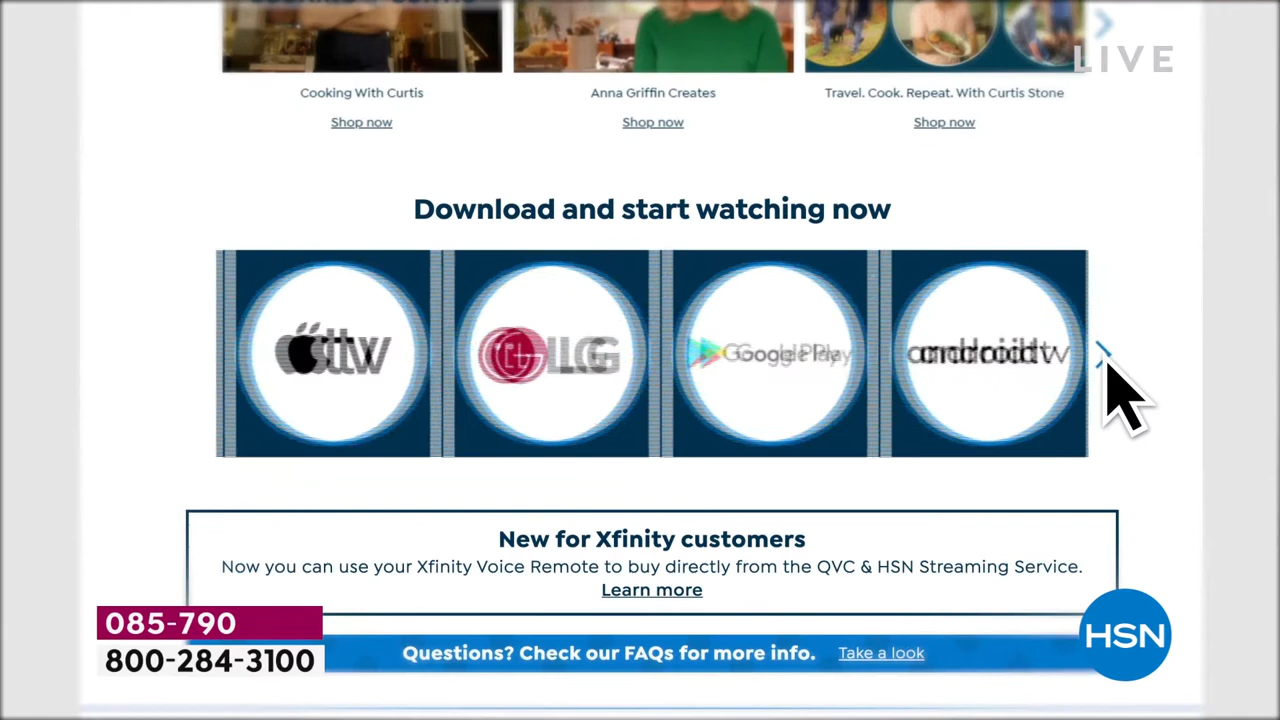 LIVE
Cooking With Curtis
Anna Griffin Creates
Travel. Cook. Repeat. With Curtis Stone
Shop now
Shop now
Shop now
Download and start watching now
tv
LG
Google Play
androidtv
New for Xfinity customers
Now you can use your Xfinity Voice Remote to buy directly from the QVC & HSN Streaming Service.
Learn more
085-790
800-284-3100
Questions? Check our FAQs for more info. Take a look
HSN